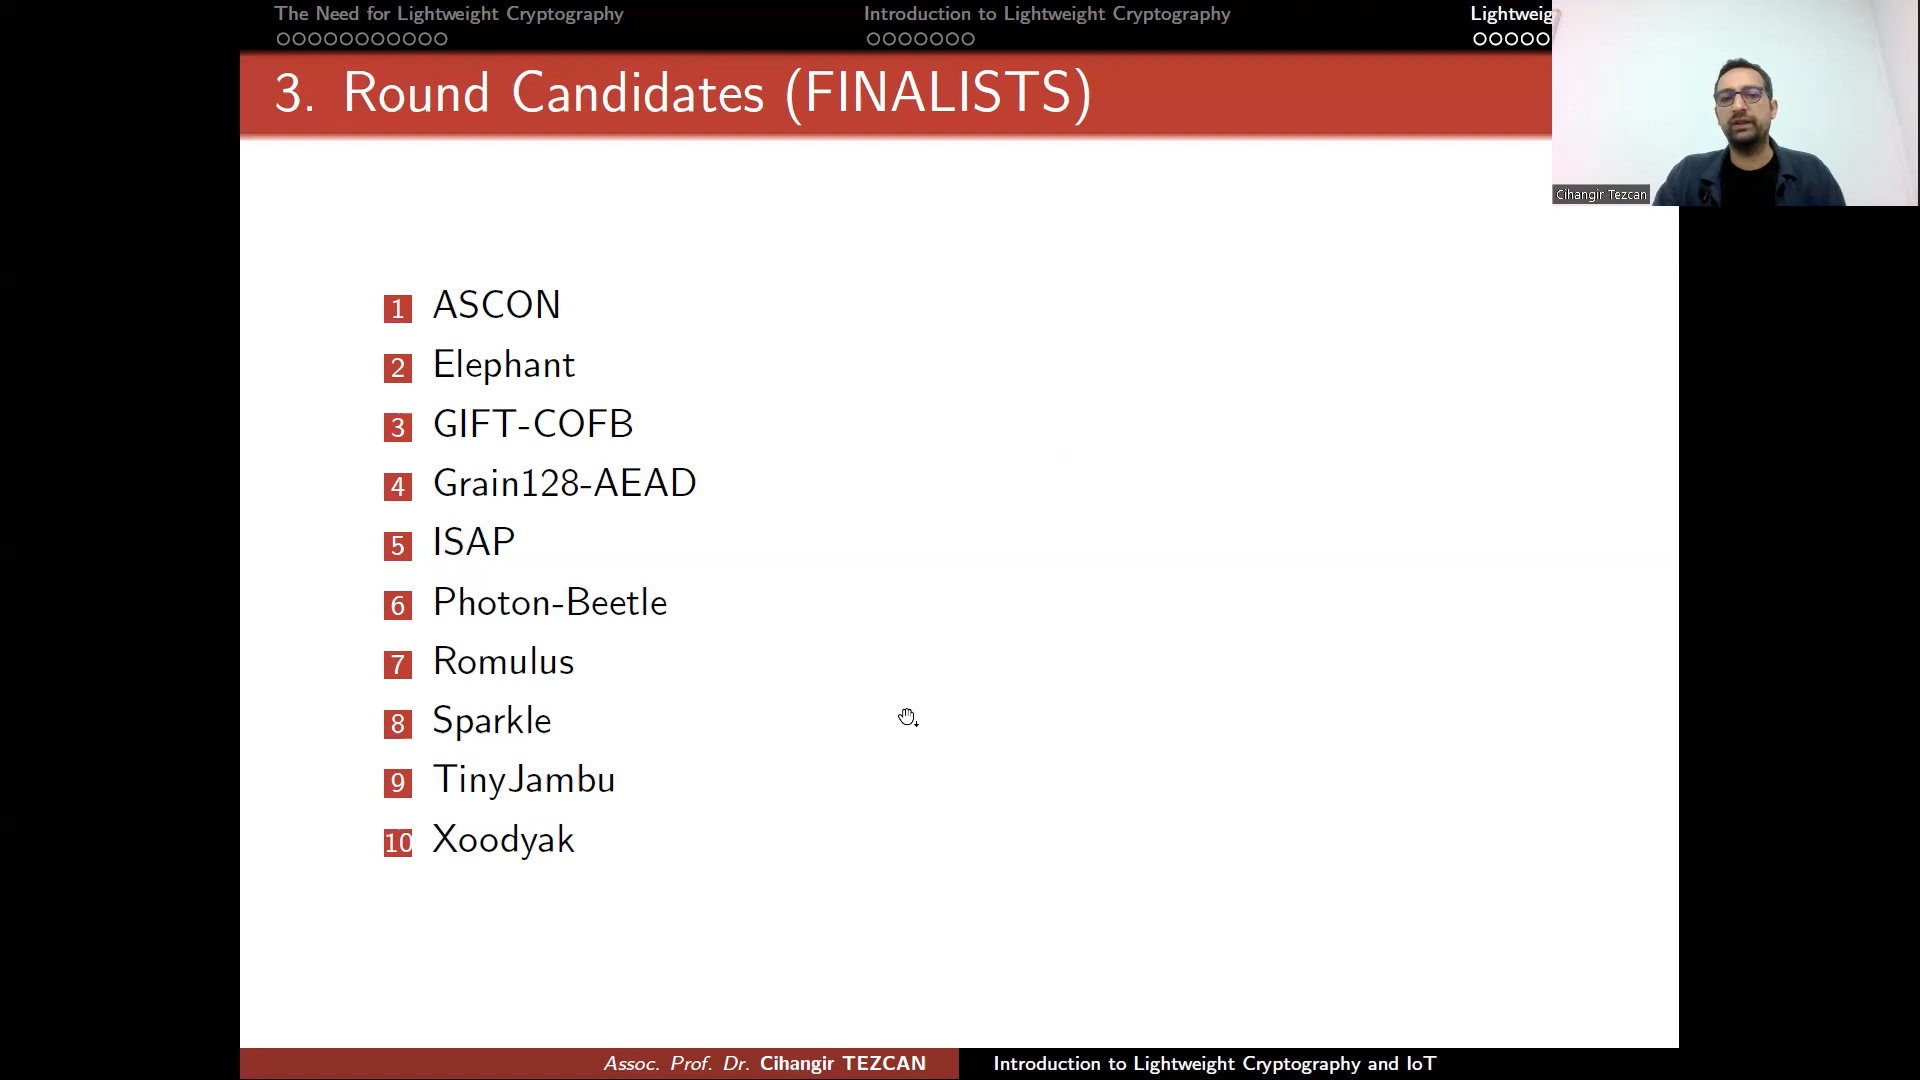 The Need for Lightweight Cryptography
Introduction to Lightweight Cryptography
Lightweig
3. Round Candidates (FINALISTS)
Cihangir Tezcan
1 ASCON
2 Elephant
3 GIFT-COFB
4 Grain128-AEAD
5 ISAP
6 Photon-Beetle
7 Romulus
8 Sparkle
9 TinyJambu
10 Xoodyak
Assoc. Prof. Dr. Cihangir TEZCAN
Introduction to Lightweight Cryptography and IoT